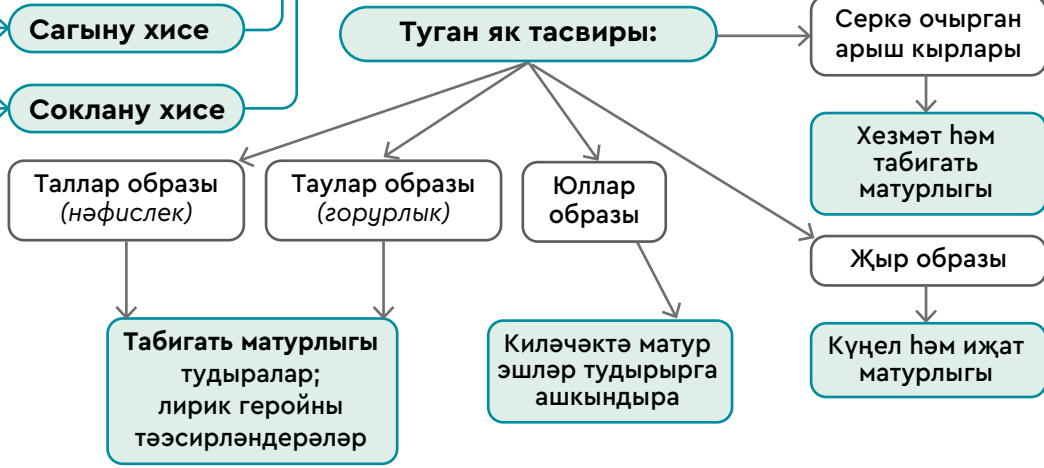 Сагыну хисе
Соклану хисе
Туган як тасвиры:
Серкә очырган
арыш кырлары
Хезмәт һәм
табигать
матурлыгы
Таллар образы
(нәфислек)
Таулар образы
(горурлык)
Юллар
образы
Җыр образы
Табигать матурлыгы
тудыралар;
лирик геройны
тәэсирләндерәләр
Киләчәктә матур
эшләр тудырырга
ашкындыра
Күңел һәм иҗат
матурлыгы